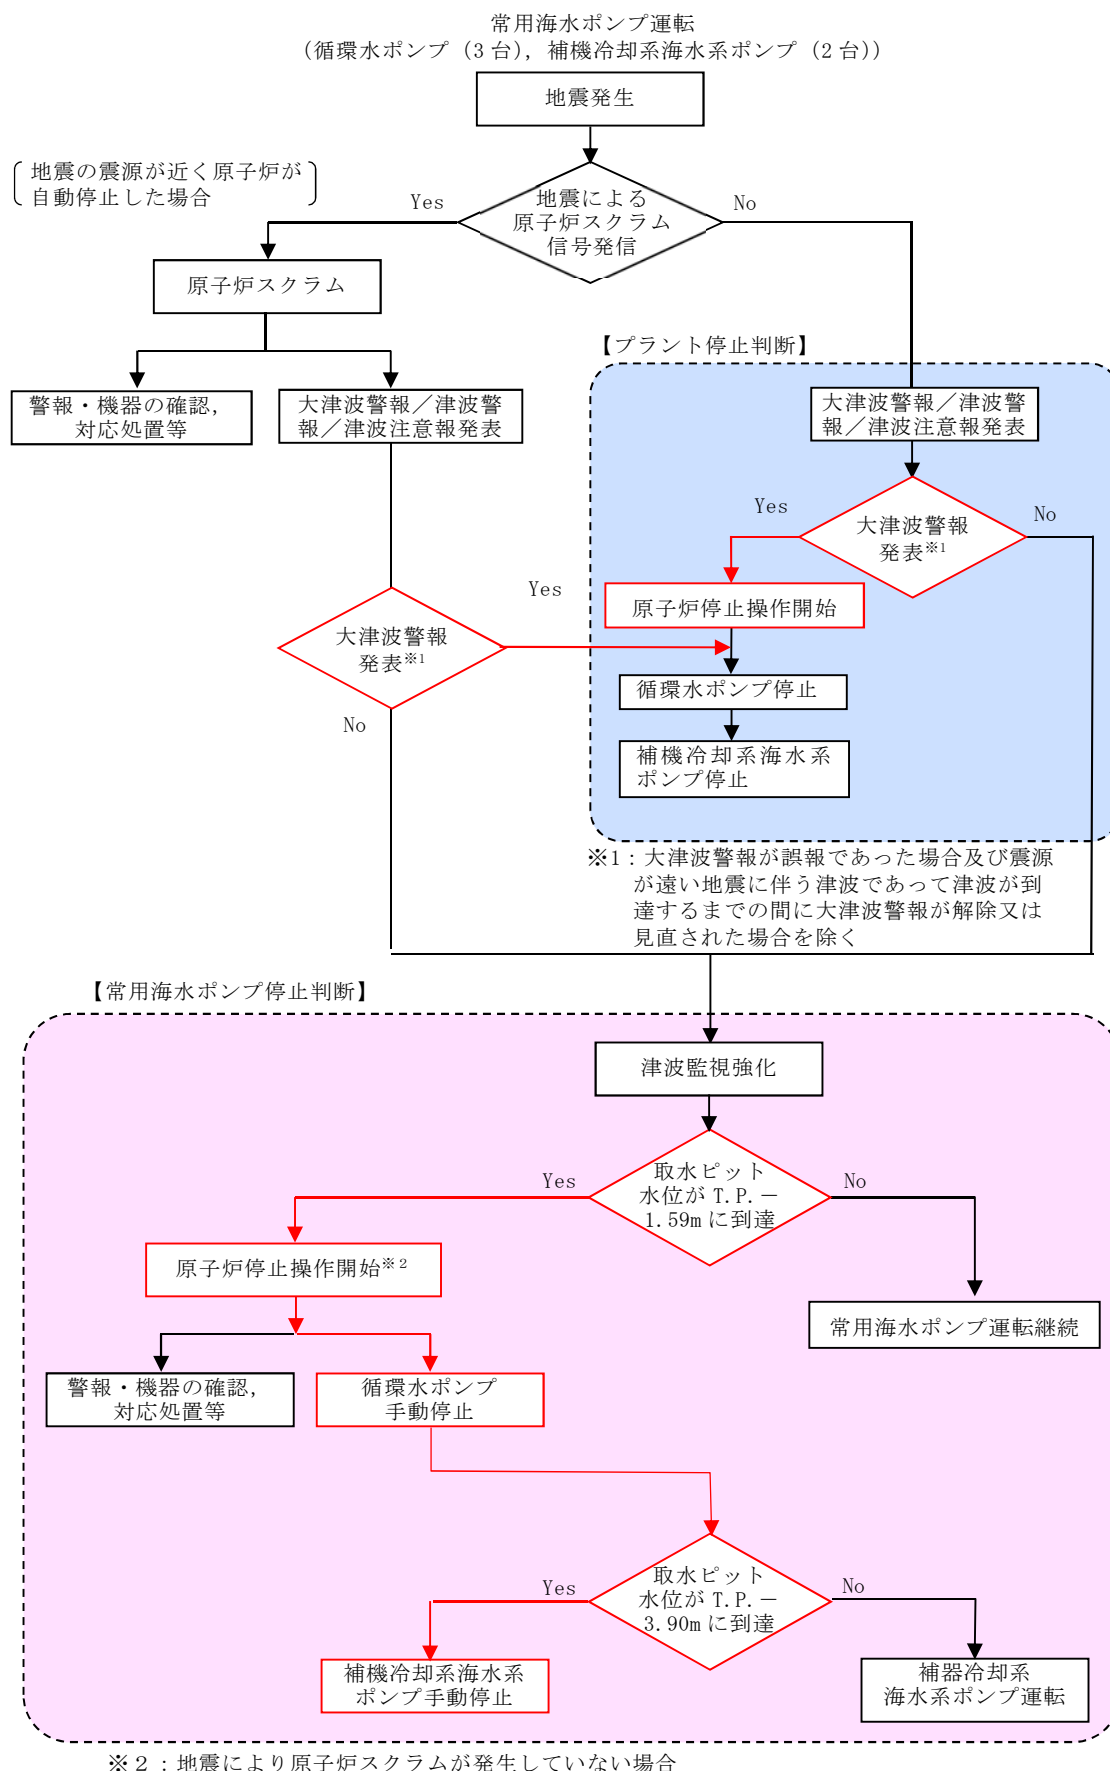 常用海水ポンプ運転
（循環水ポンプ（3台），補機冷却系海水系ポンプ（2台））
地震発生
地震の震源が近く原子炉が
自動停止した場合
Yes
地震による
原子炉スクラム
信号発信
No
原子炉スクラム
【プラント停止判断】
警報・機器の確認，
対応処置等
大津波警報／津波警
報／津波注意報発表
大津波警報／津波警
報／津波注意報発表
Yes
大津波警報
発表※1
No
原子炉停止操作開始
Yes
大津波警報
発表※1
No
循環水ポンプ停止
補機冷却系海水系
ポンプ停止
※1：大津波警報が誤報であった場合及び震源
が遠い地震に伴う津波であって津波が到
達するまでの間に大津波警報が解除又は
見直された場合を除く
【常用海水ポンプ停止判断】
津波監視強化
Yes
取水ピット
水位が T.P.－
1.59m に到達
No
原子炉停止操作開始※2
常用海水ポンプ運転継続
警報・機器の確認，
対応処置等
循環水ポンプ
手動停止
Yes
取水ピット
水位が T.P.－
3.90m に到達
No
補機冷却系海水系
ポンプ手動停止
補器冷却系
海水系ポンプ運転
※２：地震により原子炉スクラムが発生していない場合